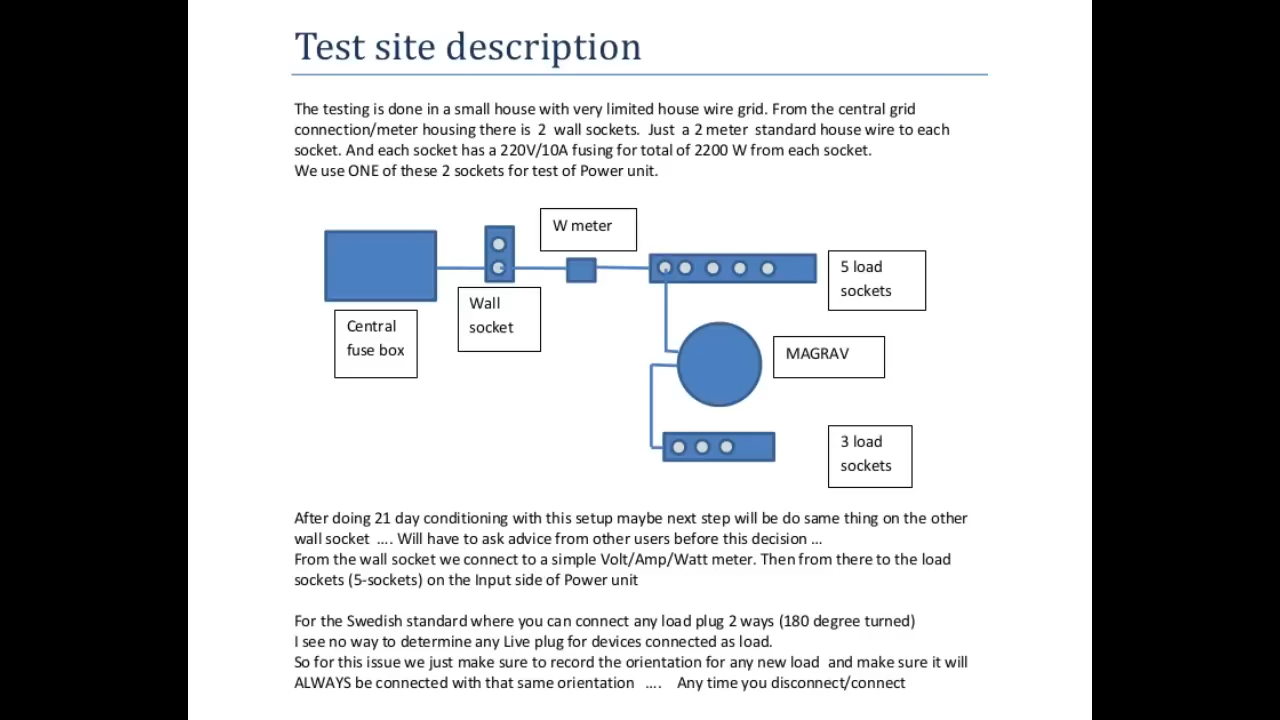 Test site description
The testing is done in a small house with very limited house wire grid. From the central grid
connection/meter housing there is 2 wall sockets. Just a 2 meter standard house wire to each
socket. And each socket has a 220V/10A fusing for total of 2200 W from each socket.
We use ONE of these 2 sockets for test of Power unit.
W meter
5 load
sockets
Wall
socket
Central
fuse box
MAGRAV
3 load
sockets
After doing 21 day conditioning with this setup maybe next step will be do same thing on the other
wall socket .... Will have to ask advice from other users before this decision ...
From the wall socket we connect to a simple Volt/Amp/Watt meter. Then from there to the load
sockets (5-sockets) on the Input side of Power unit
For the Swedish standard where you can connect any load plug 2 ways (180 degree turned)
I see no way to determine any Live plug for devices connected as load.
So for this issue we just make sure to record the orientation for any new load and make sure it will
ALWAYS be connected with that same orientation .... Any time you disconnect/connect